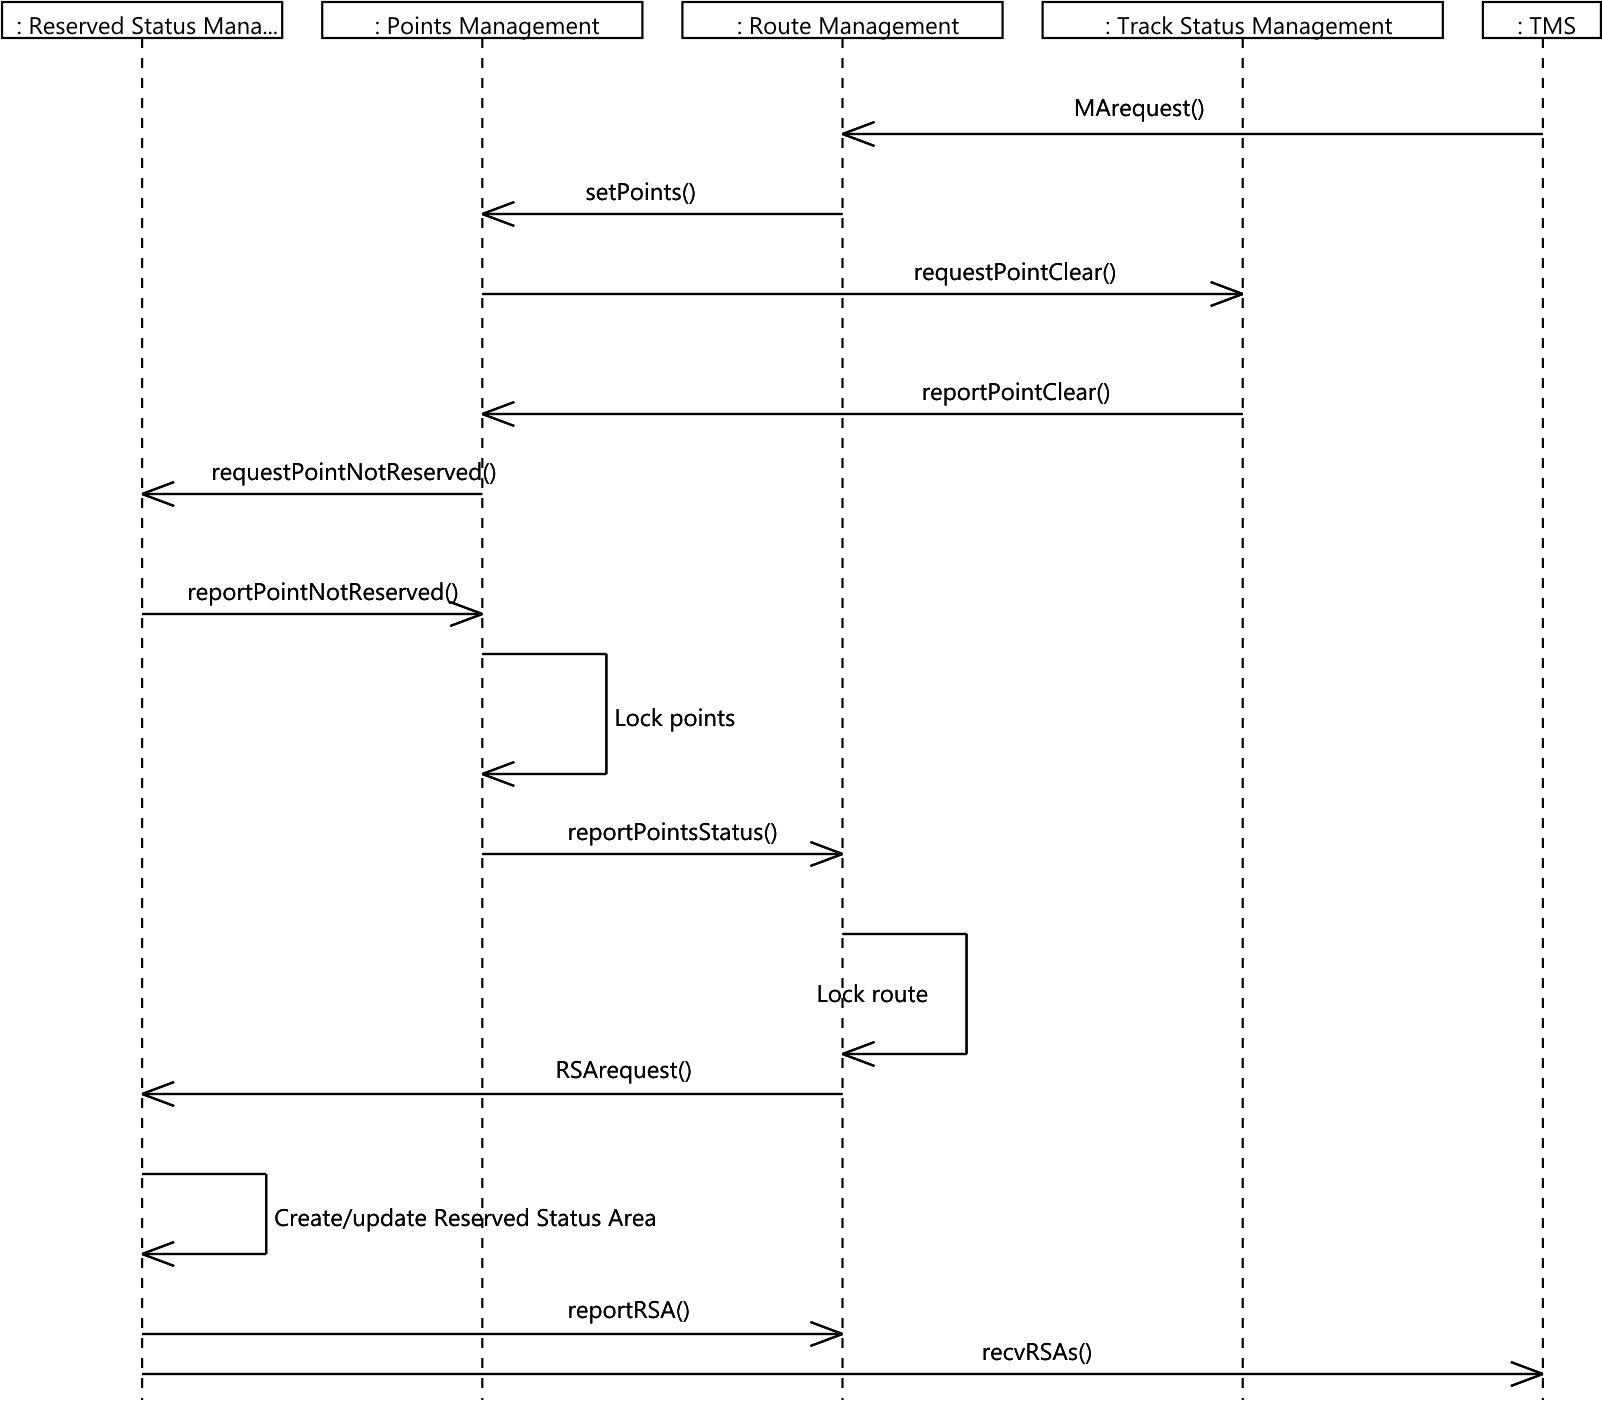 : Reserved Status Mana...
: Points Management
: Route Management
: Track Status Management
: TMS
MArequest()
setPoints()
requestPointClear()
reportPointClear()
requestPointNotReserved()
reportPointNotReserved()
Lock points
reportPointsStatus()
Lock route
RSArequest()
Create/update Reserved Status Area
reportRSA()
recvRSAs()